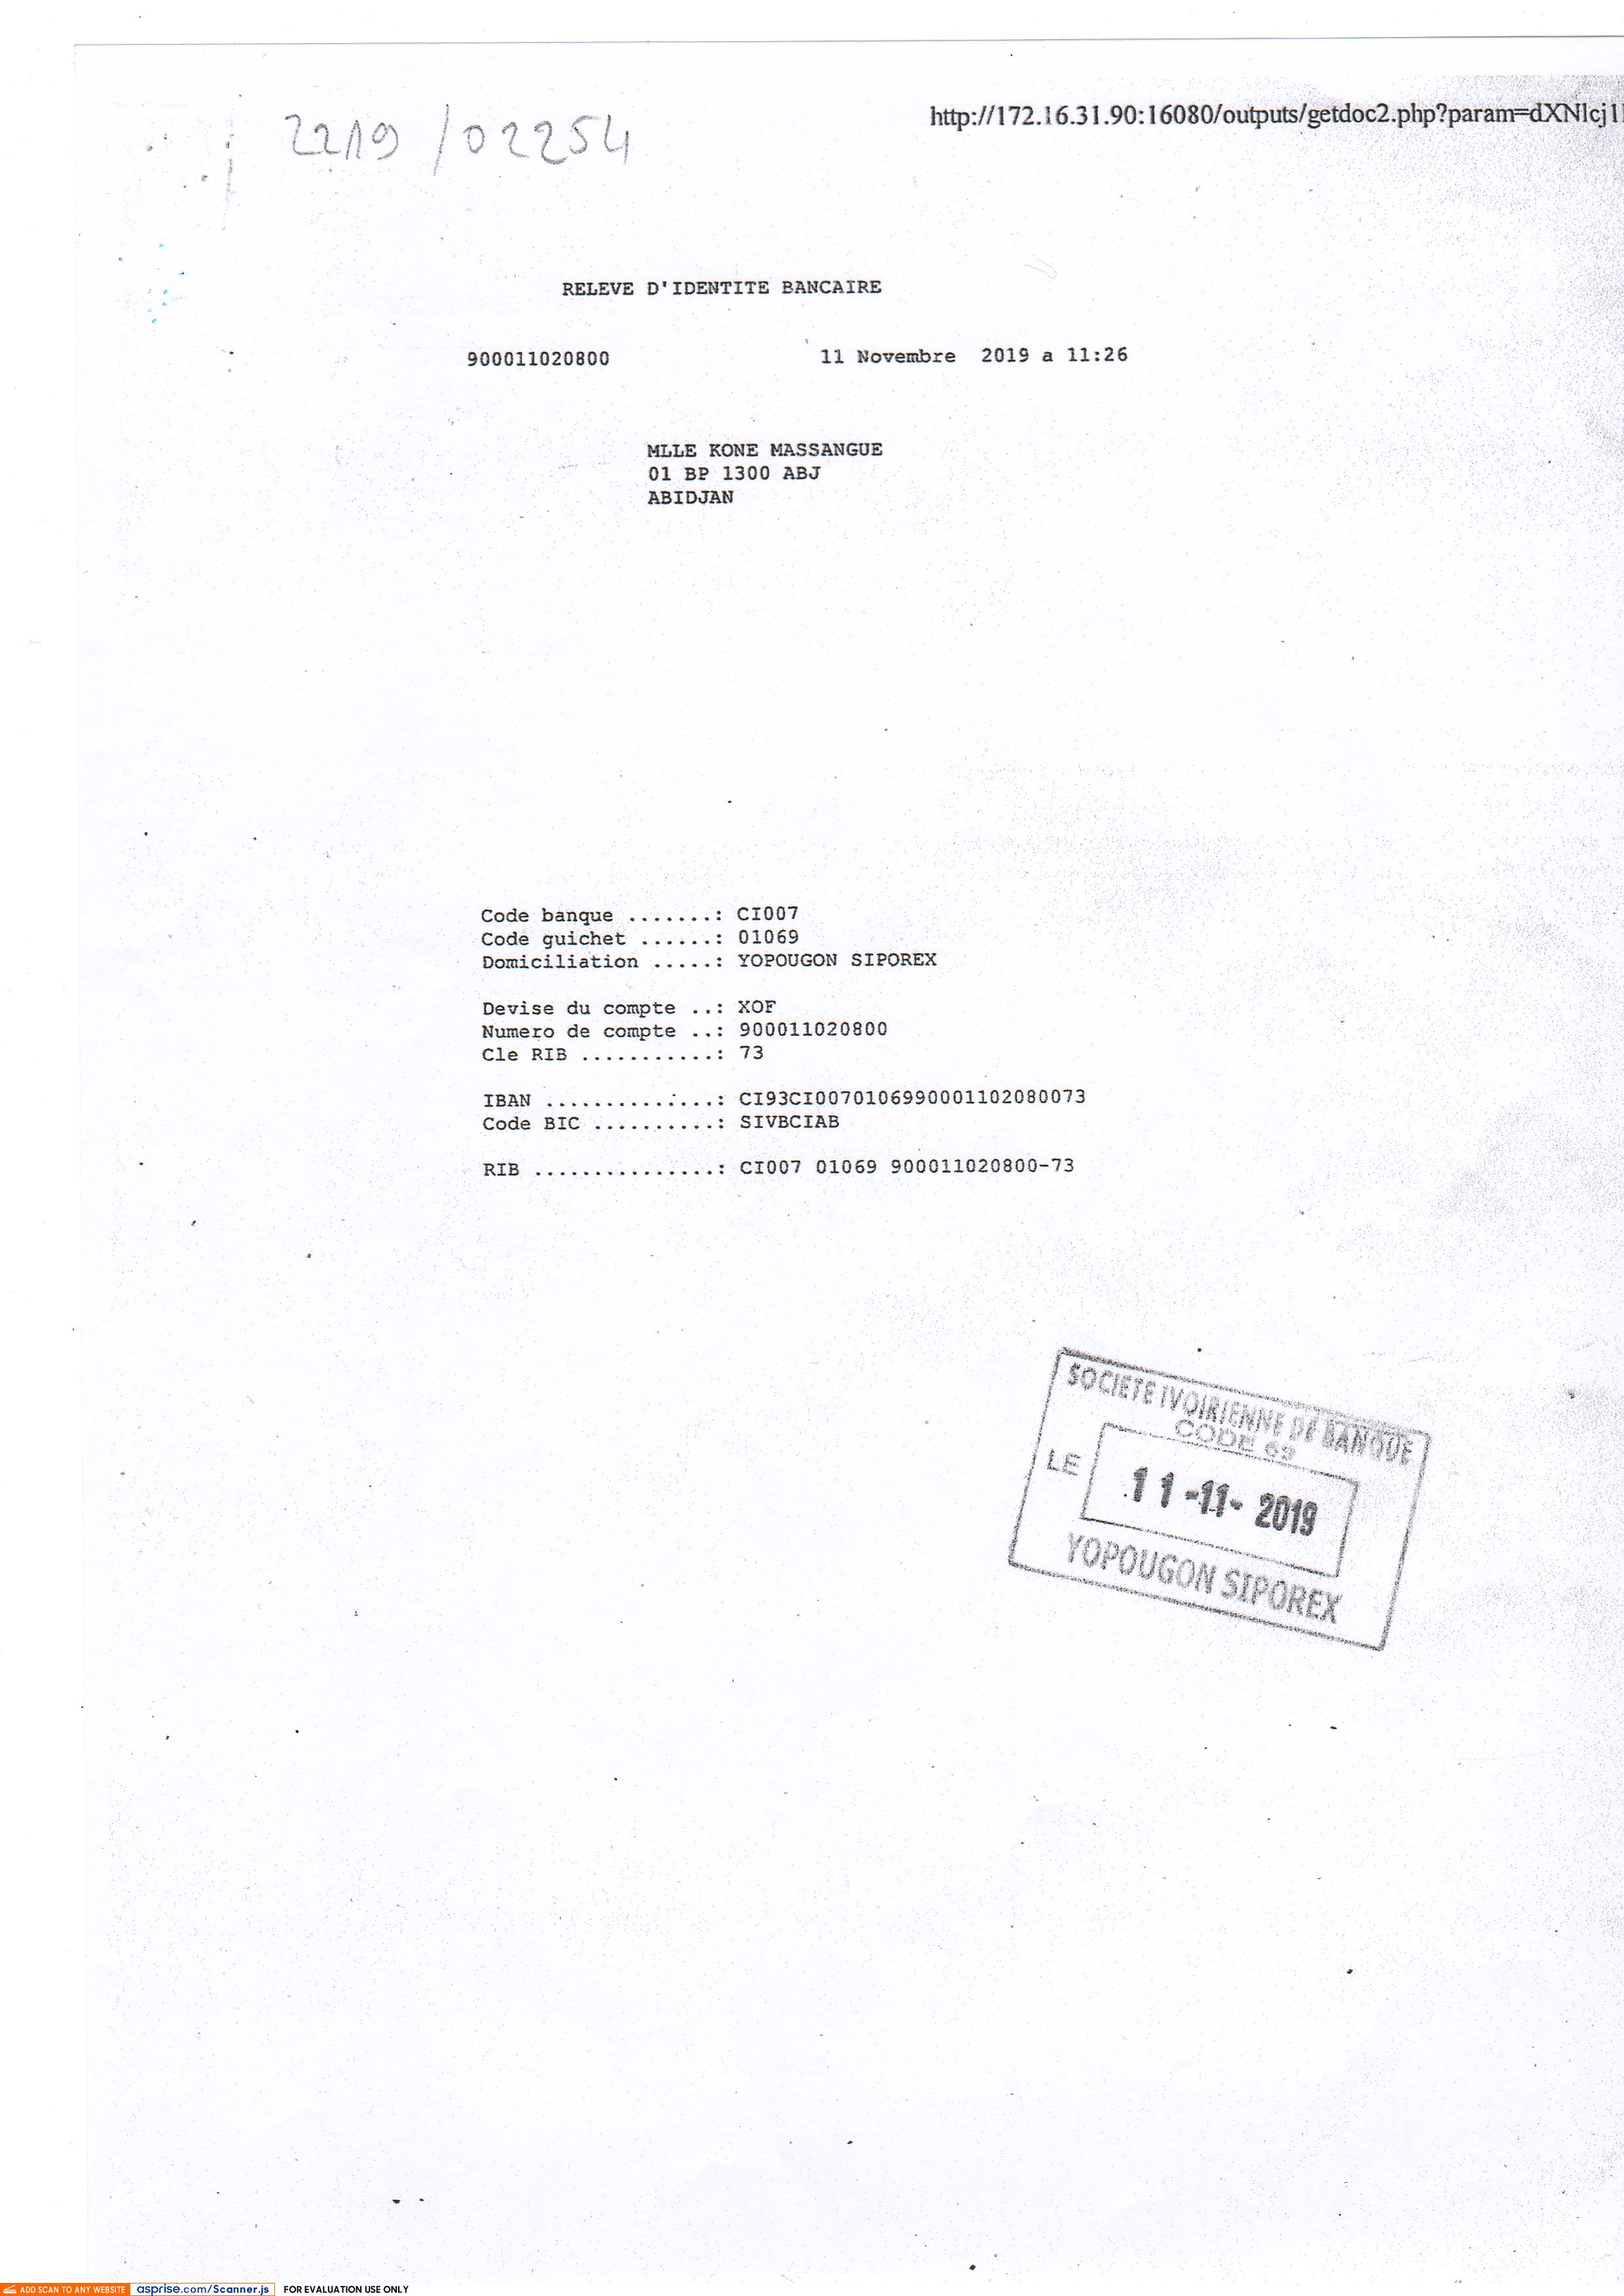 http://172.16.31.90:16080/outputs/getdoc2.php?param=dXNlcj1
2219/02254
RELEVE D'IDENTITE BANCAIRE
900011020800 11 Novembre 2019 a 11:26
MLLE KONE MASSANGUE
01 BP 1300 ABJ
ABIDJAN
Code banque .......: CI007
Code guichet ......: 01069
Domiciliation .....: YOPOUGON SIPOREX
Devise du compte ..: XOF
Numero de compte ..: 900011020800
Cle RIB ...........: 73
IBAN ..............: CI93CI0070106990001102080073
Code BIC ..........: SIVBCIAB
RIB ...............: CI007 01069 900011020800-73
SOCIETE IVOIRIENNE DE BANQUE
CODE 69
LE 11-11-2019
YOPOUGON SIPOREX
ADD SCAN TO ANY WEBSITE asprise.com/Scanner.js FOR EVALUATION USE ONLY